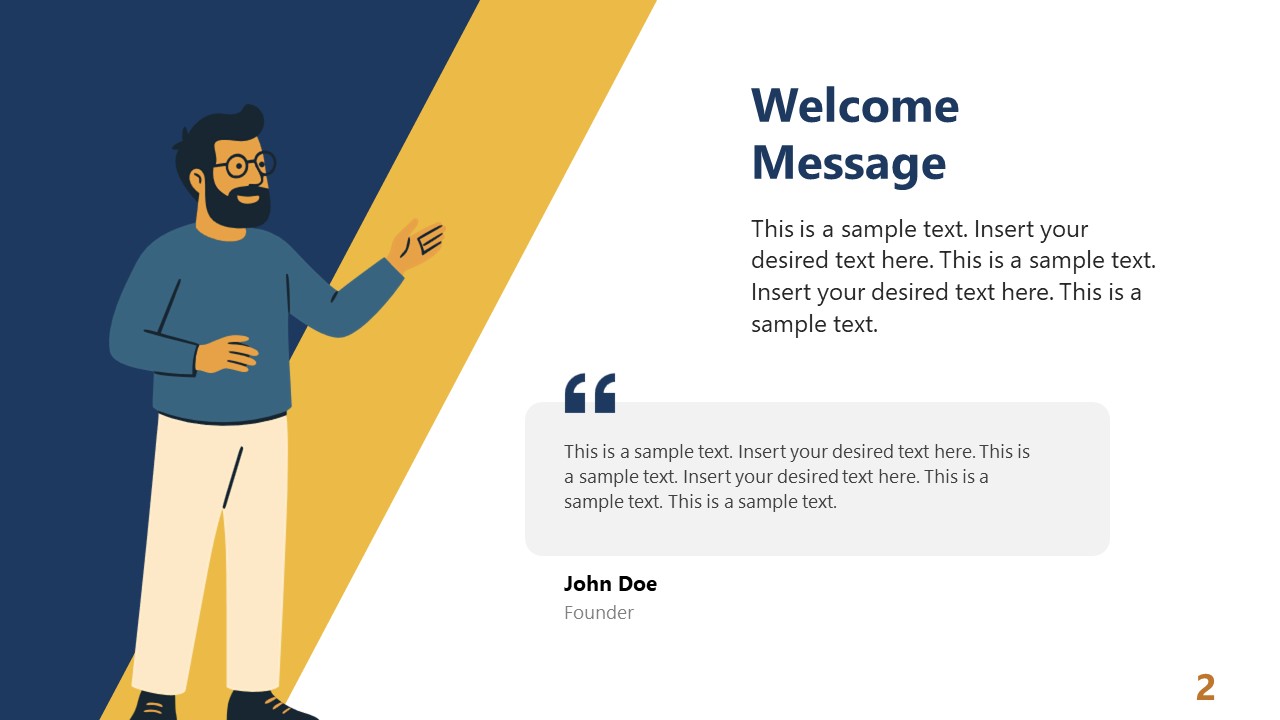 Welcome
Message
This is a sample text. Insert your
desired text here. This is a sample text.
Insert your desired text here. This is a
sample text.
“
This is a sample text. Insert your desired text here. This is
a sample text. Insert your desired text here. This is a
sample text. This is a sample text.
John Doe
Founder
2